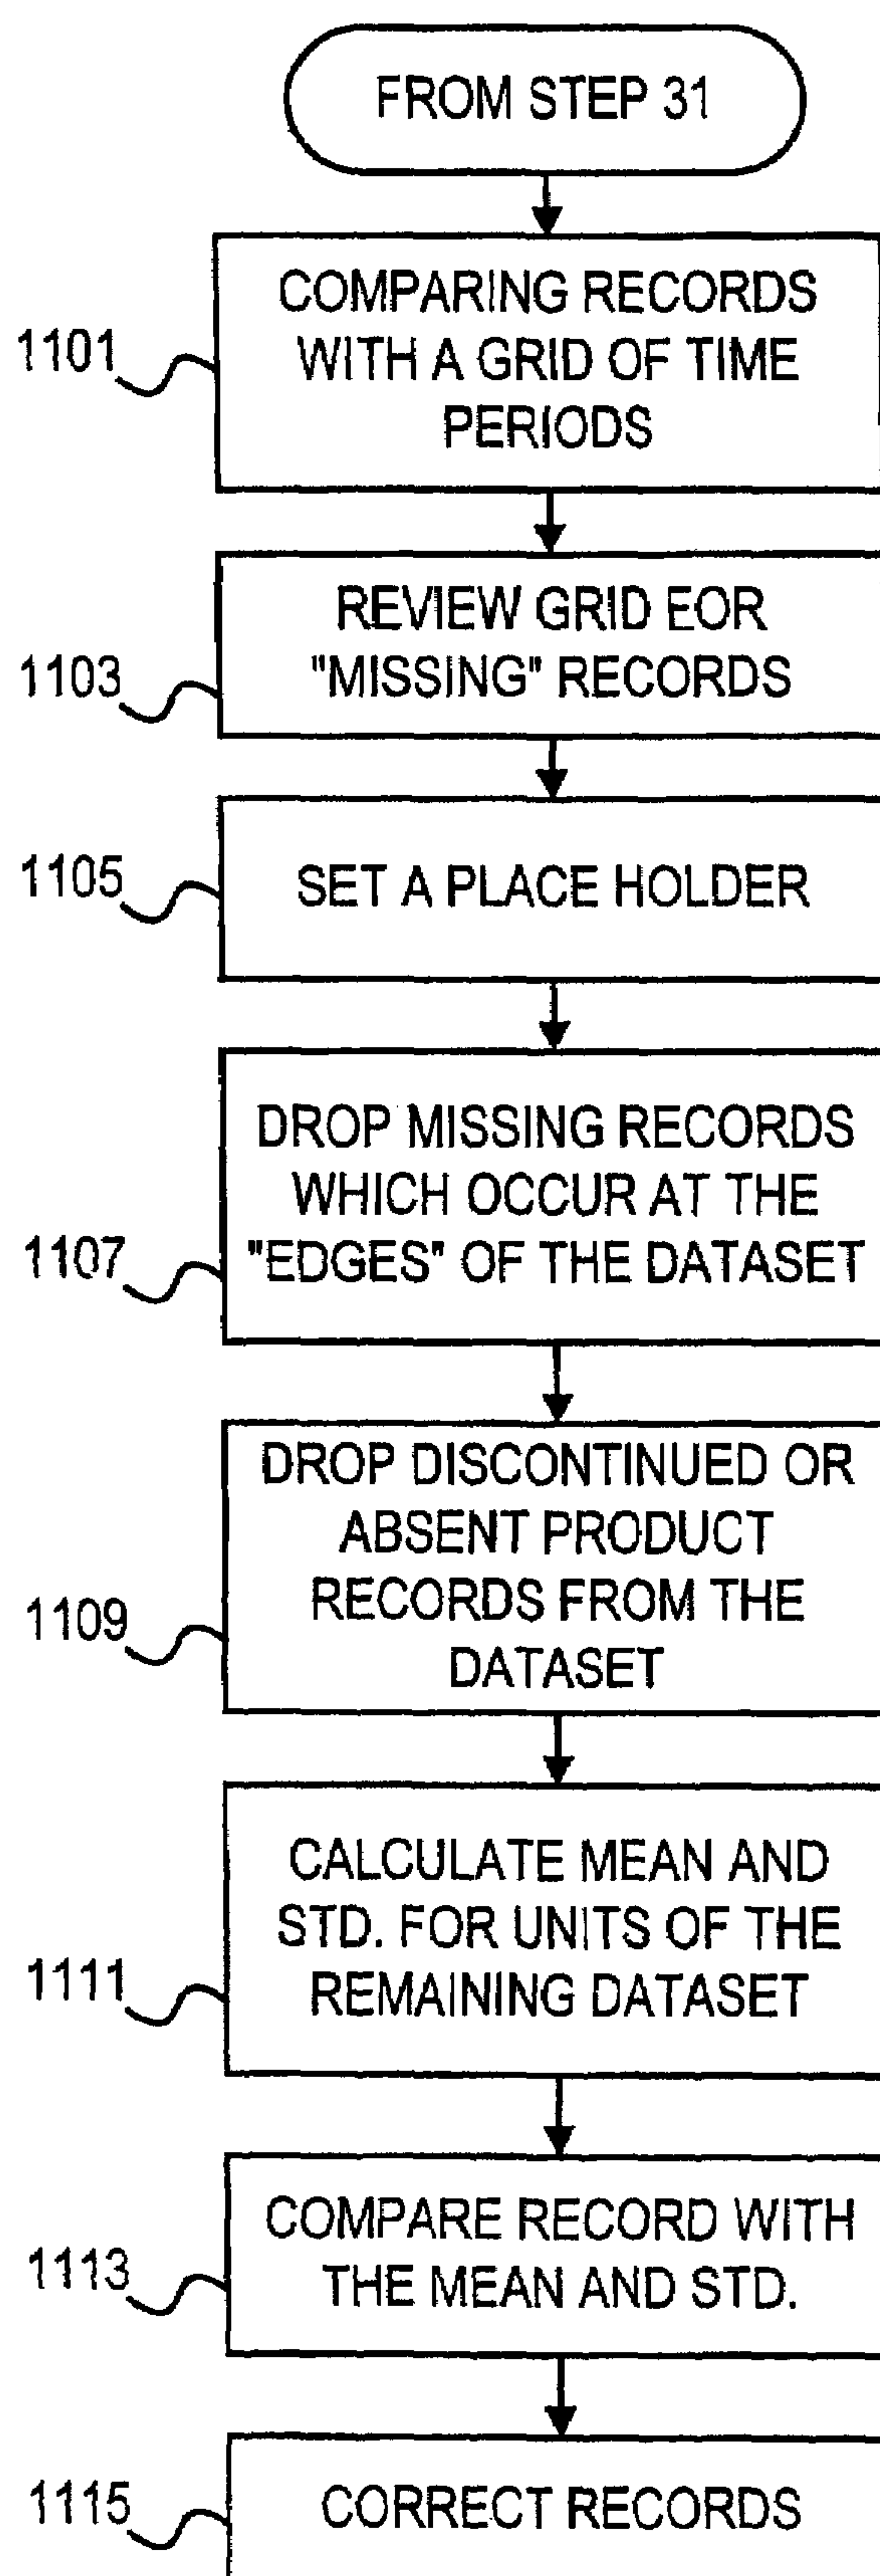 FROM STEP 31
1101
COMPARING RECORDS
WITH A GRID OF TIME
PERIODS
1103
REVIEW GRID EOR
"MISSING" RECORDS
1105
SET A PLACE HOLDER
1107
DROP MISSING RECORDS
WHICH OCCUR AT THE
"EDGES" OF THE DATASET
1109
DROP DISCONTINUED OR
ABSENT PRODUCT
RECORDS FROM THE
DATASET
1111
CALCULATE MEAN AND
STD. FOR UNITS OF THE
REMAINING DATASET
1113
COMPARE RECORD WITH
THE MEAN AND STD.
1115
CORRECT RECORDS